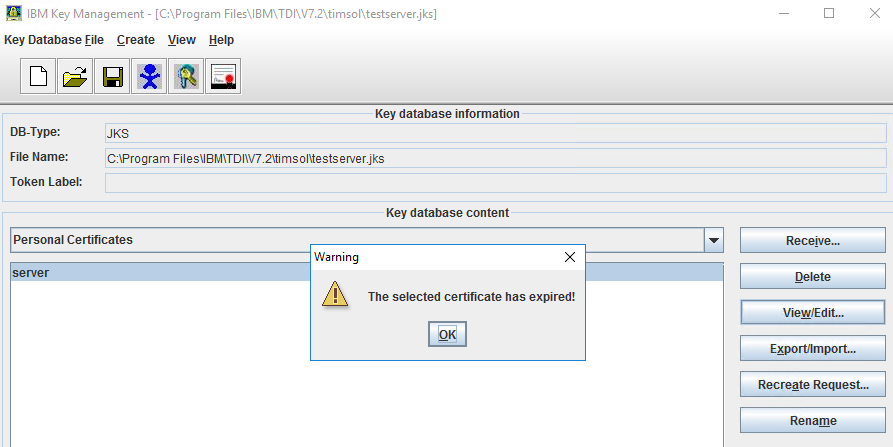 IBM Key Management - [C:\Program Files\IBM\TDI\V7.2\timsol\testserver.jks]
Key Database File Create View Help
Key database information
DB-Type: JKS
File Name: C:\Program Files\IBM\TDI\V7.2\timsol\testserver.jks
Token Label:
Key database content
Personal Certificates
Receive...
server
Delete
View/Edit...
Export/Import...
Recreate Request...
Rename
Warning
The selected certificate has expired!
OK